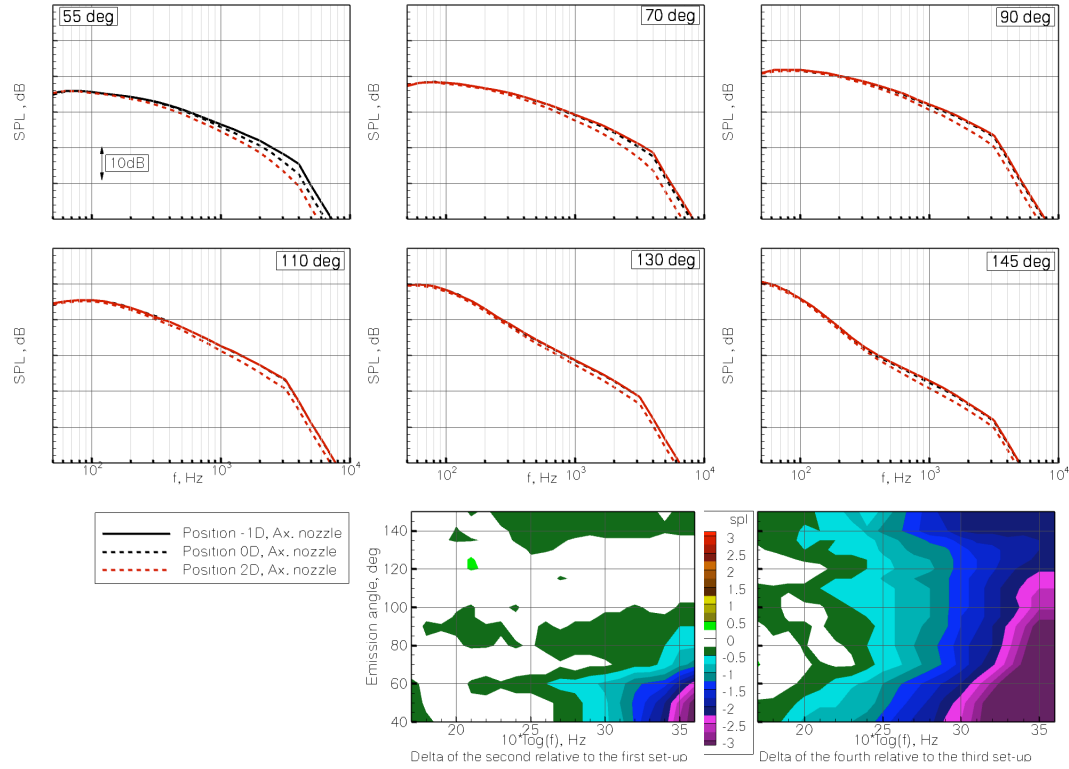 55 deg
70 deg
90 deg
SPL , dB
SPL , dB
SPL , dB
10dB
110 deg
130 deg
145 deg
SPL , dB
SPL , dB
SPL , dB
10² 10³ 10⁴
10² 10³ 10⁴
10² 10³ 10⁴
f, Hz
f, Hz
f, Hz
Position -1D, Ax. nozzle
Position 0D, Ax. nozzle
Position 2D, Ax. nozzle
Emission angle, deg
140
120
100
80
60
40
20 25 30 35
10*log(f), Hz
Delta of the second relative to the first set-up
spl
3
2.5
2
1.5
1
0.5
0
-0.5
-1
-1.5
-2
-2.5
-3
20 25 30 35
10*log(f), Hz
Delta of the fourth relative to the third set-up